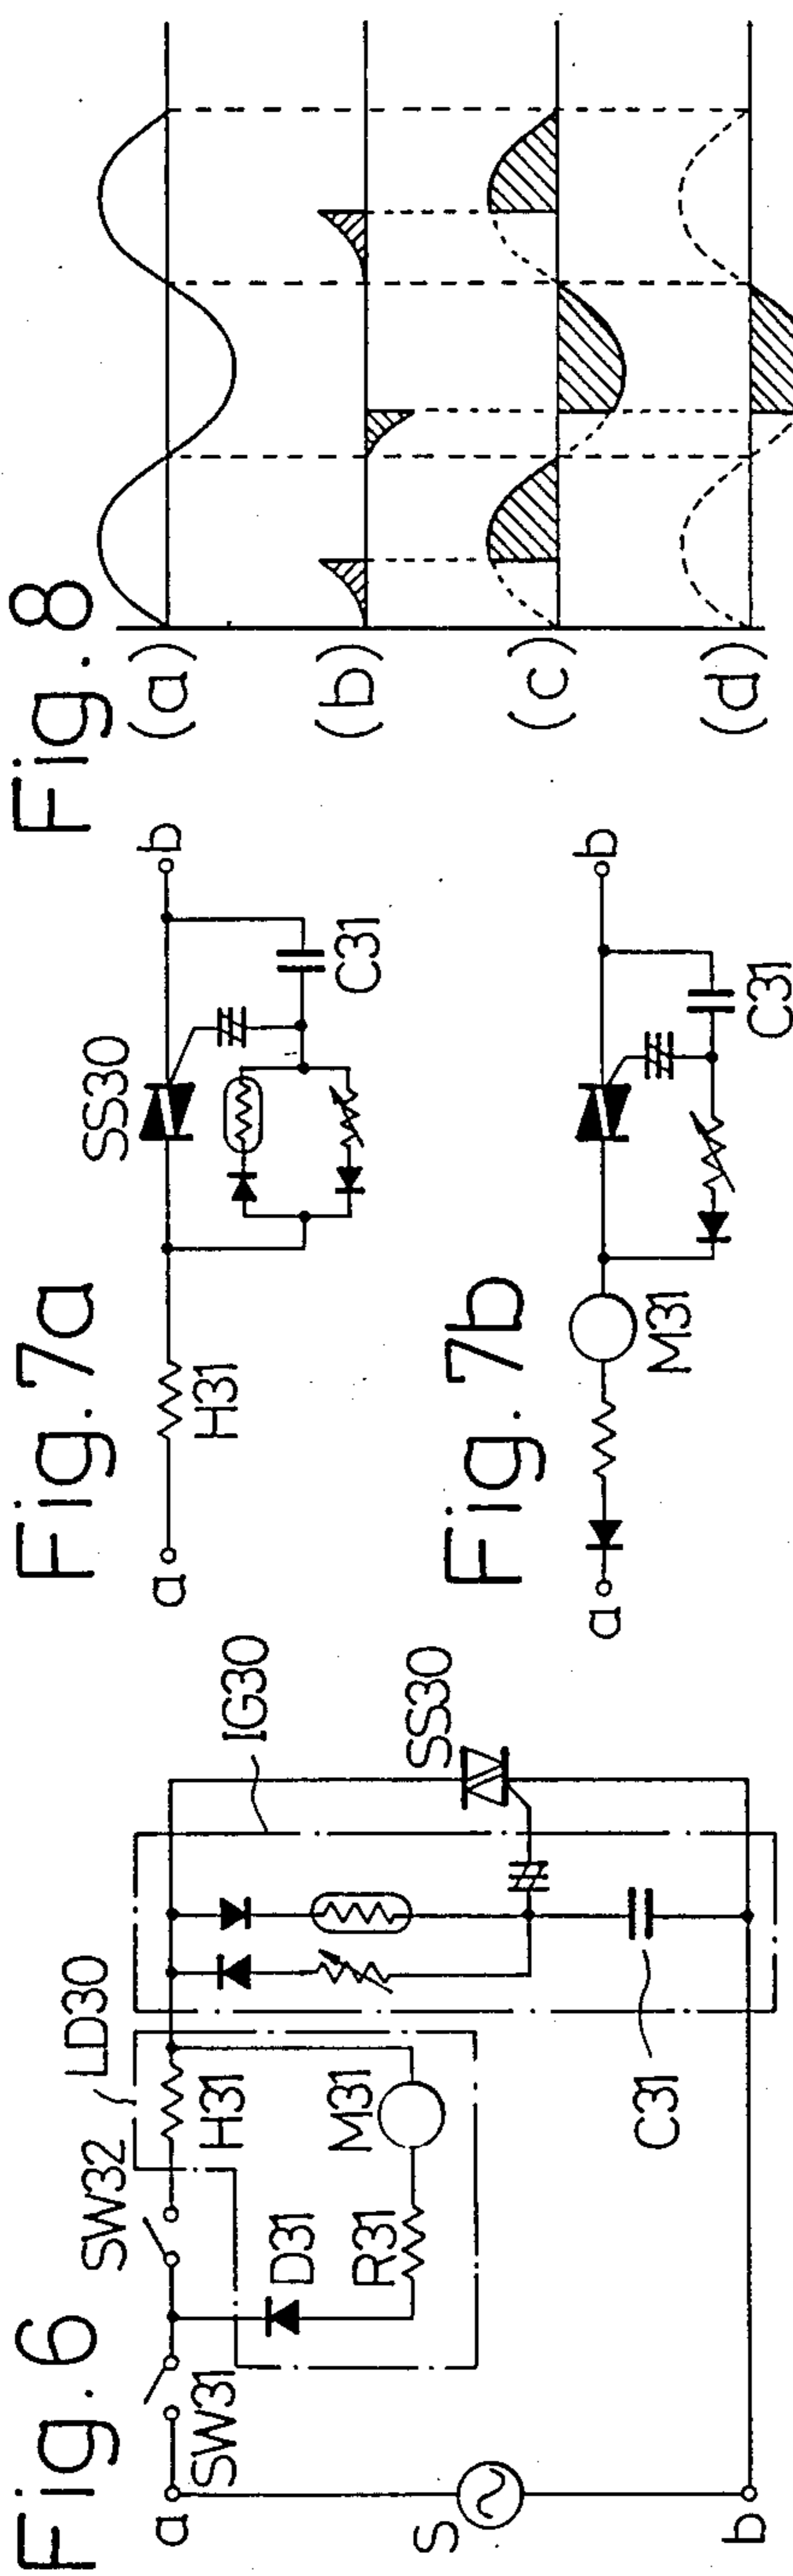 Fig. 6
a
SW31
SW32
LD30
H31
D31
R31
M31
IG30
SS30
C31
S
b
Fig. 7a
a
H31
SS30
C31
b
Fig. 7b
a
M31
C31
b
Fig. 8
(a)
(b)
(c)
(d)